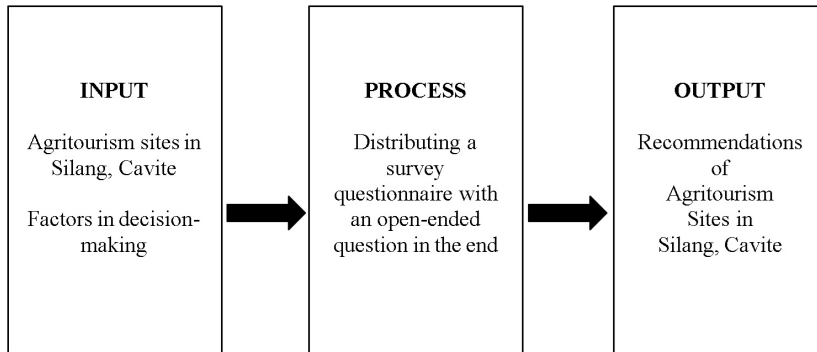 INPUT
Agritourism sites in
Silang, Cavite
Factors in decision-
making
PROCESS
Distributing a
survey
questionnaire with
an open-ended
question in the end
OUTPUT
Recommendations
of
Agritourism
Sites in
Silang, Cavite